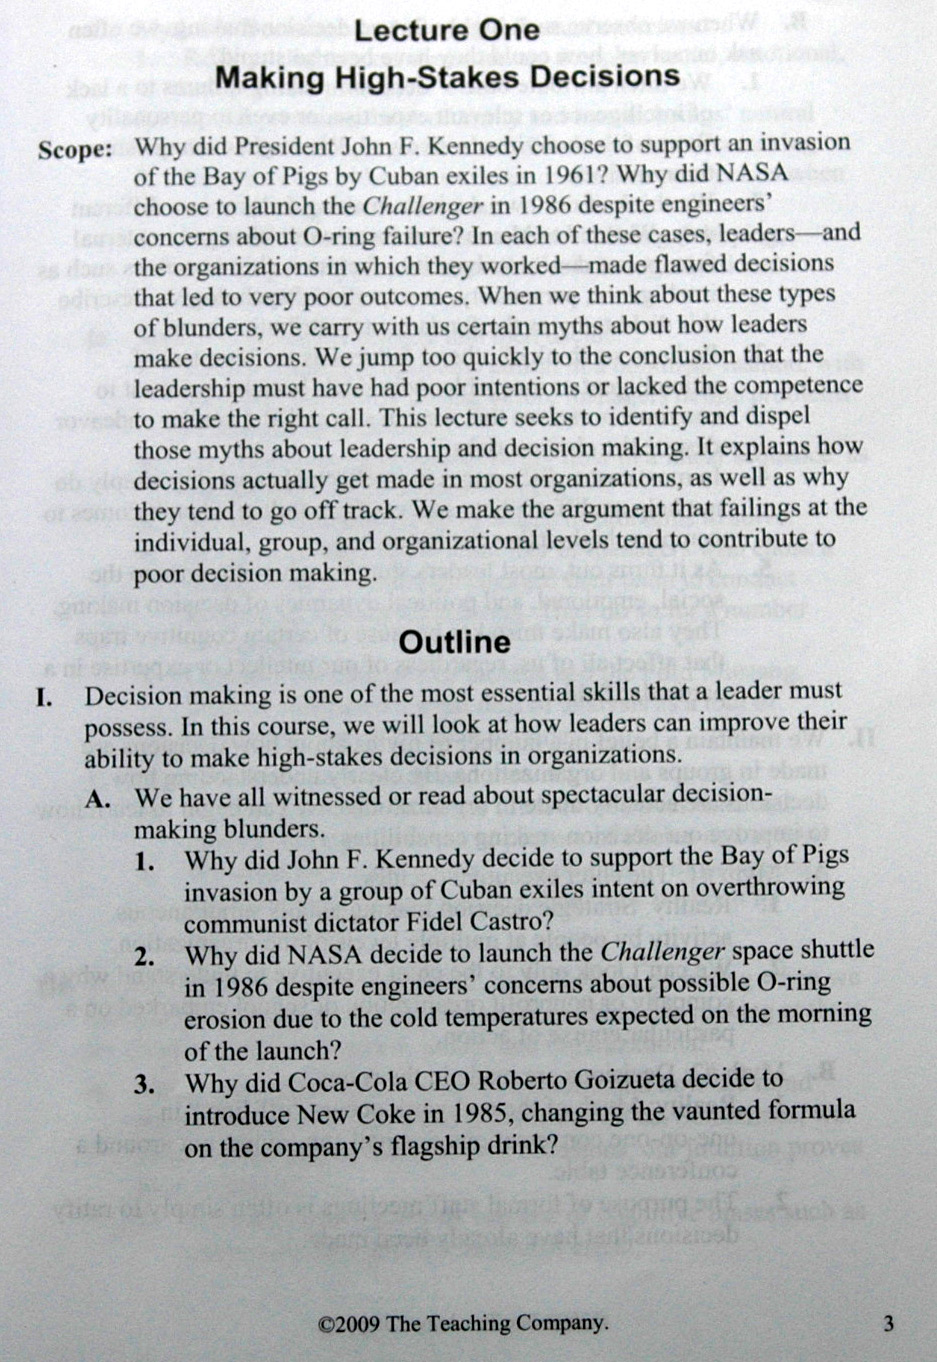 Lecture One
Making High-Stakes Decisions
Scope: Why did President John F. Kennedy choose to support an invasion
of the Bay of Pigs by Cuban exiles in 1961? Why did NASA
choose to launch the Challenger in 1986 despite engineers’
concerns about O-ring failure? In each of these cases, leaders—and
the organizations in which they worked—made flawed decisions
that led to very poor outcomes. When we think about these types
of blunders, we carry with us certain myths about how leaders
make decisions. We jump too quickly to the conclusion that the
leadership must have had poor intentions or lacked the competence
to make the right call. This lecture seeks to identify and dispel
those myths about leadership and decision making. It explains how
decisions actually get made in most organizations, as well as why
they tend to go off track. We make the argument that failings at the
individual, group, and organizational levels tend to contribute to
poor decision making.
Outline
I. Decision making is one of the most essential skills that a leader must
possess. In this course, we will look at how leaders can improve their
ability to make high-stakes decisions in organizations.
A. We have all witnessed or read about spectacular decision-
making blunders.
1. Why did John F. Kennedy decide to support the Bay of Pigs
invasion by a group of Cuban exiles intent on overthrowing
communist dictator Fidel Castro?
2. Why did NASA decide to launch the Challenger space shuttle
in 1986 despite engineers’ concerns about possible O-ring
erosion due to the cold temperatures expected on the morning
of the launch?
3. Why did Coca-Cola CEO Roberto Goizueta decide to
introduce New Coke in 1985, changing the vaunted formula
on the company’s flagship drink?
©2009 The Teaching Company.
3